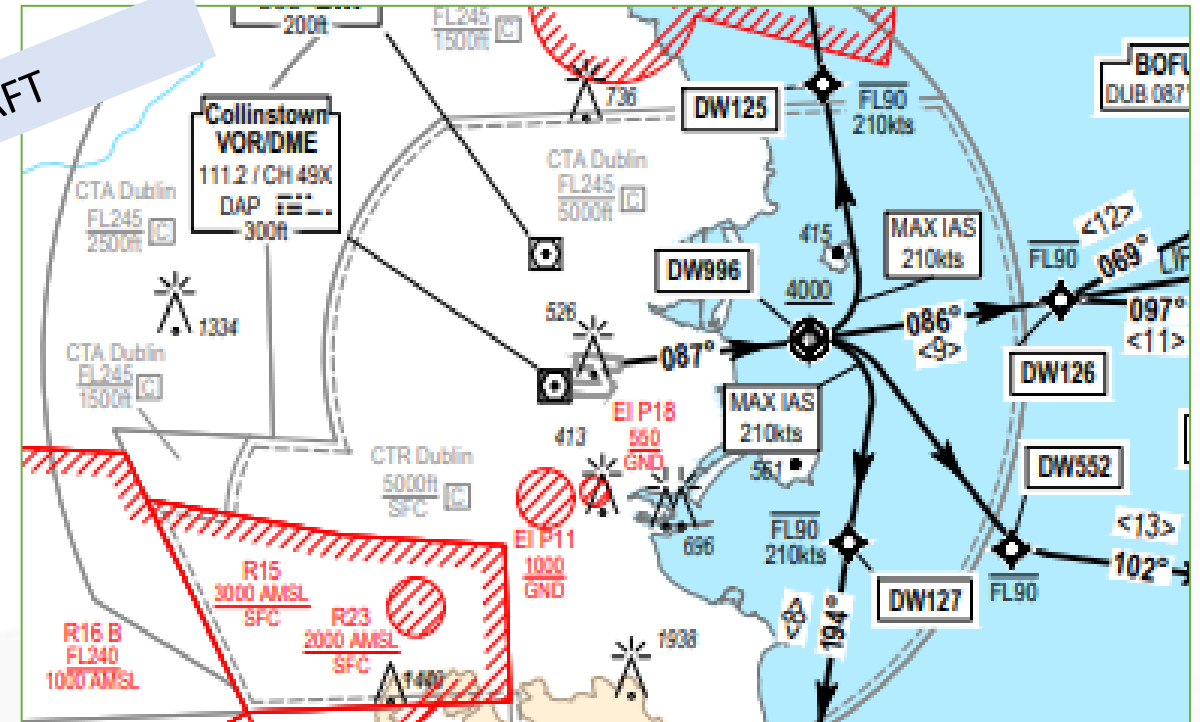 AFT
200ft
Collinstown
VOR/DME
111.2 / CH 49X
DAP
300ft
CTA Dublin
FL245
2500ft C
1334
CTA Dublin
FL245
1500ft C
FL245
1500ft C
736
CTA Dublin
FL245
5000ft C
DW125
FL90
210kts
BOFU
DUB 087°
415
MAX IAS
210kts
DW996
4000
FL90
<12>
069°
LIF
526
087°
086°
<9>
097°
<11>
DW126
MAX IAS
210kts
EI P18
550
GND
413
CTR Dublin
5000ft C
SFC
561
DW552
696
FL90
210kts
<13>
102°
FL90
EI P11
1000
GND
DW127
194°
R15
3000 AMSL
SFC
R23
2000 AMSL
SFC
R16 B
FL240
1000 AMSL
1938